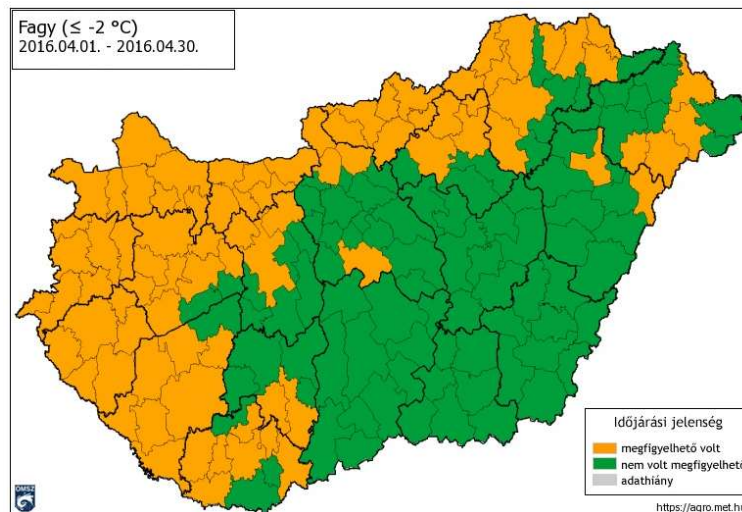 Fagy (≤ -2 °C)
2016.04.01. - 2016.04.30.
Időjárási jelenség
megfigyelhető volt
nem volt megfigyelhető
adathiány
OMSZ
https://agro.met.hu